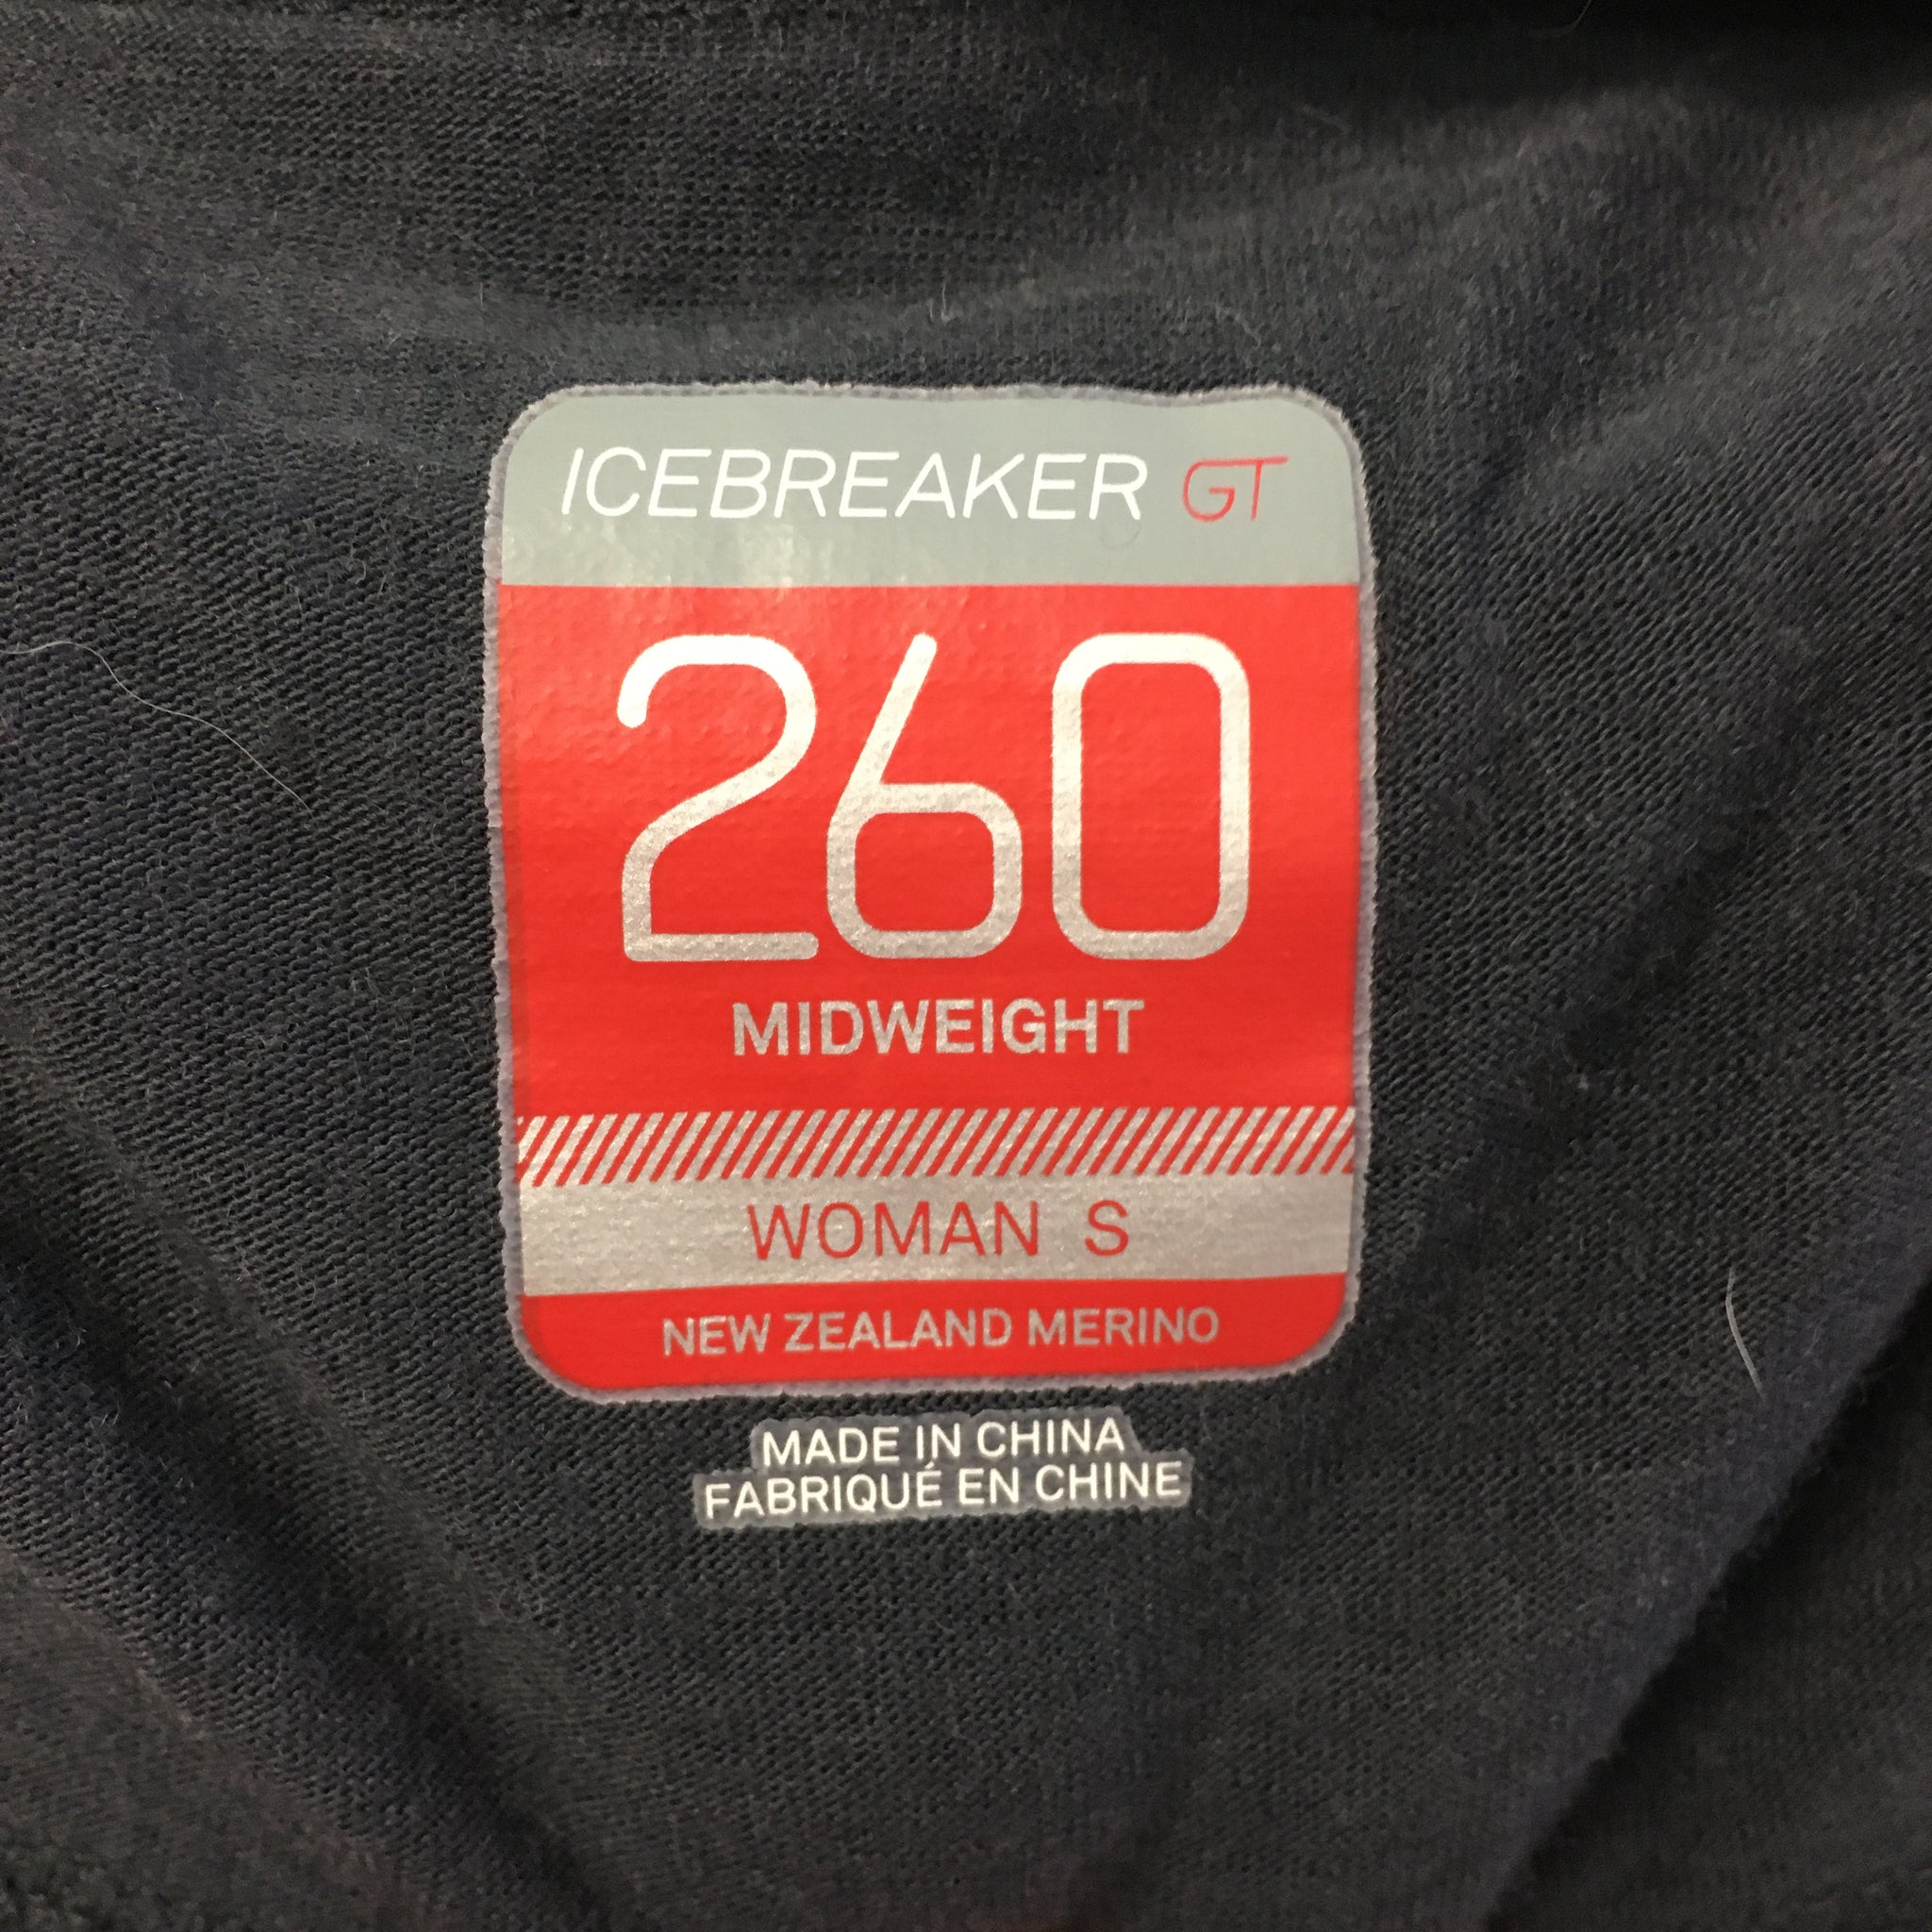 ICEBREAKER GT
260
MIDWEIGHT
WOMAN S
NEW ZEALAND MERINO
MADE IN CHINA
FABRIQUÉ EN CHINE